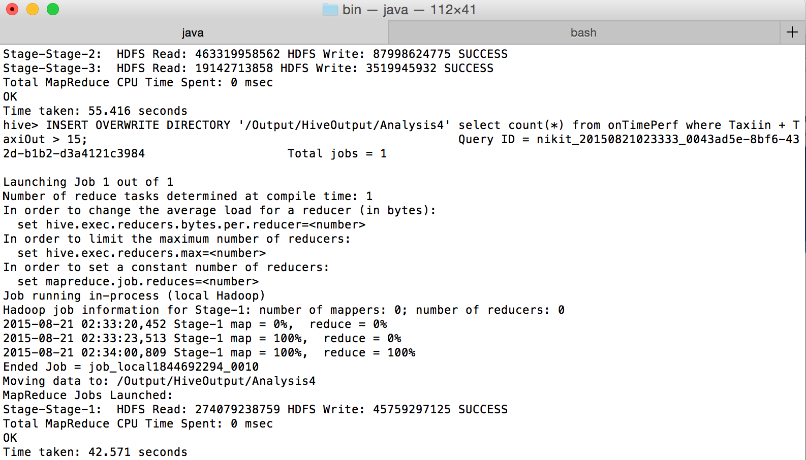 bin — java — 112×41
java bash +
Stage-Stage-2:  HDFS Read: 463319958562 HDFS Write: 87998624775 SUCCESS
Stage-Stage-3:  HDFS Read: 19142713858 HDFS Write: 3519945932 SUCCESS
Total MapReduce CPU Time Spent: 0 msec
OK
Time taken: 55.416 seconds
hive> INSERT OVERWRITE DIRECTORY '/Output/HiveOutput/Analysis4' select count(*) from onTimePerf where Taxiin + T
axiOut > 15;                                                    Query ID = nikit_20150821023333_0043ad5e-8bf6-43
2d-b1b2-d3a4121c3984                    Total jobs = 1
Launching Job 1 out of 1
Number of reduce tasks determined at compile time: 1
In order to change the average load for a reducer (in bytes):
  set hive.exec.reducers.bytes.per.reducer=<number>
In order to limit the maximum number of reducers:
  set hive.exec.reducers.max=<number>
In order to set a constant number of reducers:
  set mapreduce.job.reduces=<number>
Job running in-process (local Hadoop)
Hadoop job information for Stage-1: number of mappers: 0; number of reducers: 0
2015-08-21 02:33:20,452 Stage-1 map = 0%,  reduce = 0%
2015-08-21 02:33:23,513 Stage-1 map = 100%,  reduce = 0%
2015-08-21 02:34:00,809 Stage-1 map = 100%,  reduce = 100%
Ended Job = job_local1844692294_0010
Moving data to: /Output/HiveOutput/Analysis4
MapReduce Jobs Launched:
Stage-Stage-1:  HDFS Read: 274079238759 HDFS Write: 45759297125 SUCCESS
Total MapReduce CPU Time Spent: 0 msec
OK
Time taken: 42.571 seconds